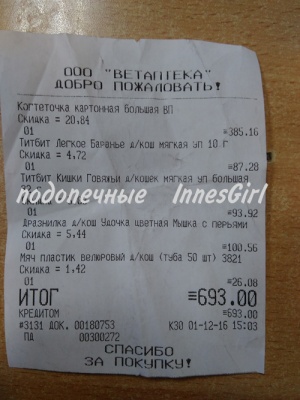 ООО "ВЕТАПТЕКА"
ДОБРО ПОЖАЛОВАТЬ!
Когтеточка картонная большая ВП
Скидка = 20,84
01 =385.16
Титбит Легкое Баранье д/кош мягкая уп 10 г
Скидка = 4,72
01 =87.28
Титбит Кишки Говяжьи д/кошек мягкая уп большая
подопечные InnesGirl
01 =93.92
Дразнилка д/кош Удочка цветная Мышка с перьями
Скидка = 5,44
01 =100.56
Мяч пластик велюровый д/кош (туба 50 шт) 3821
Скидка = 1,42
01 =26.08
ИТОГ =693.00
КРЕДИТОМ =693.00
#3131 ДОК. 00180753 К30 01-12-16 15:03
ПД 00300272
СПАСИБО
ЗА ПОКУПКУ!